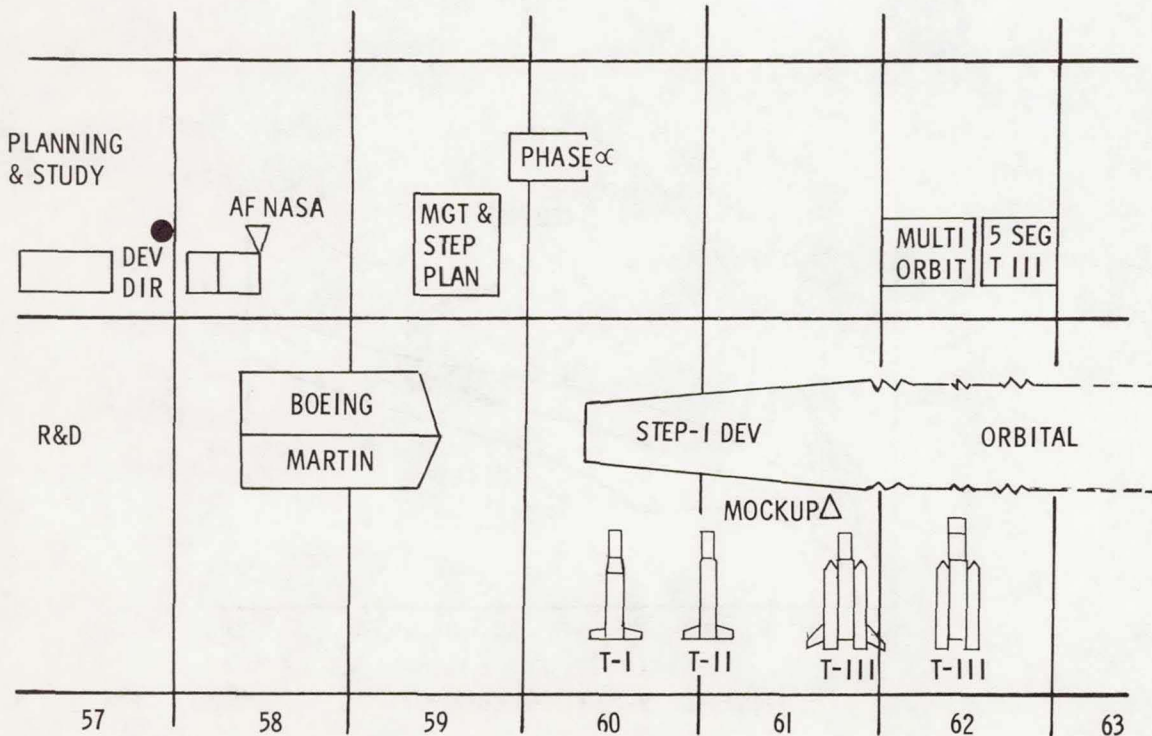 PLANNING
& STUDY
PHASE ∝
AF NASA
DEV
DIR
MGT &
STEP
PLAN
MULTI
ORBIT
5 SEG
T III
R&D
BOEING
MARTIN
STEP-I DEV
ORBITAL
MOCKUP
T-I
T-II
T-III
T-III
57
58
59
60
61
62
63